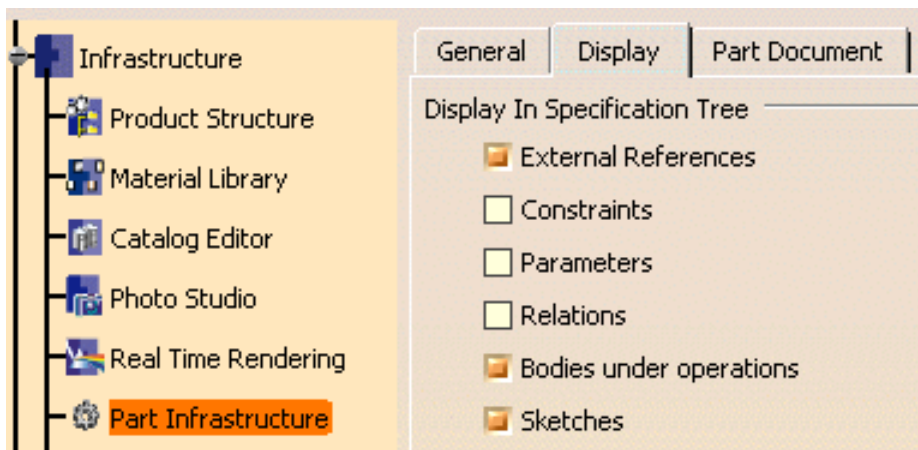 Infrastructure
Product Structure
Material Library
Catalog Editor
Photo Studio
Real Time Rendering
Part Infrastructure
General Display Part Document
Display In Specification Tree
External References
Constraints
Parameters
Relations
Bodies under operations
Sketches